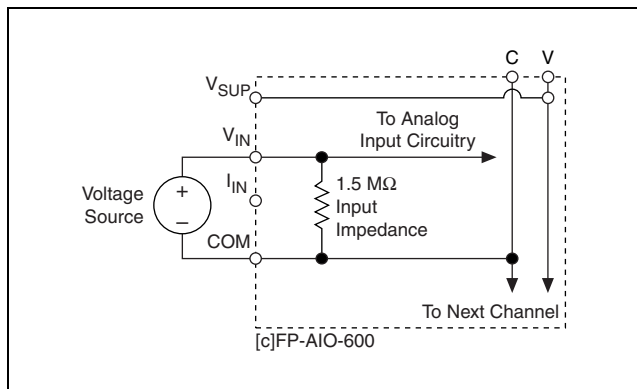 C V
VSUP
To Analog
Input Circuitry
VIN
IIN
1.5 MΩ
Input
Impedance
Voltage
Source
+
–
COM
To Next Channel
[c]FP-AIO-600